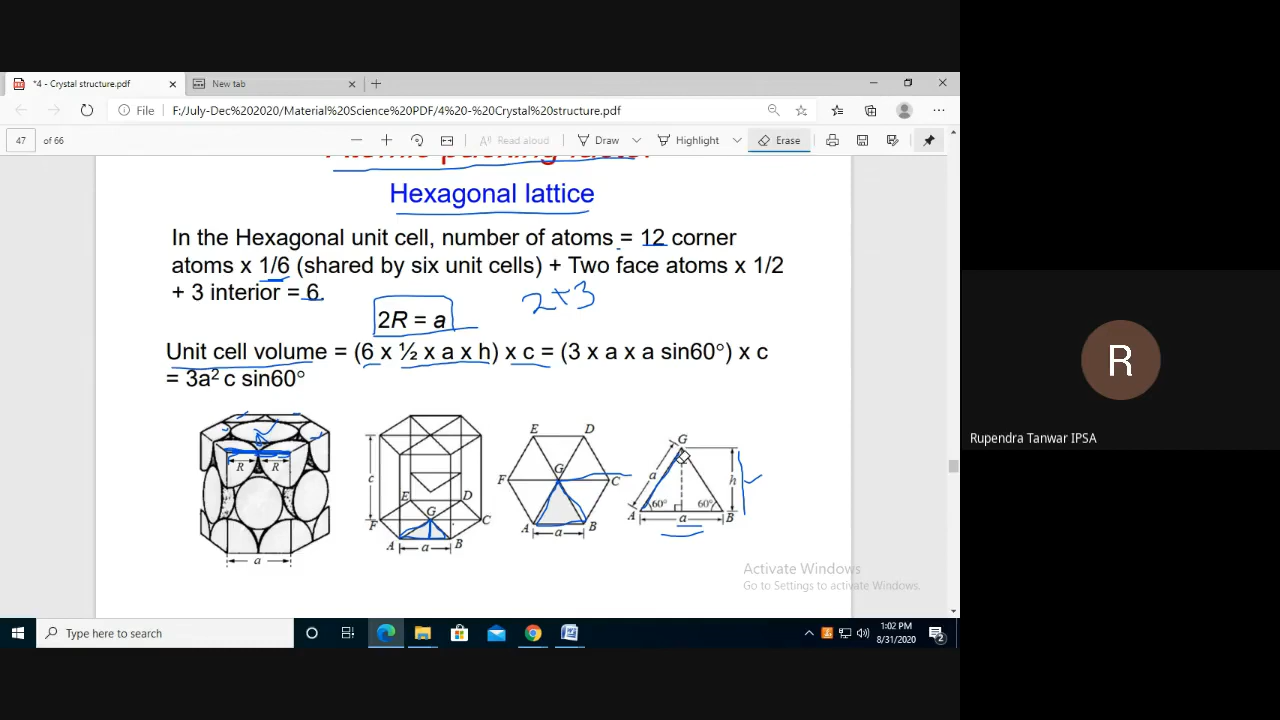 *4 - Crystal structure.pdf
New tab
File
F:/July-Dec%202020/Material%20Science%20PDF/4%20-%20Crystal%20structure.pdf
47 of 66
Read aloud
Draw
Highlight
Erase
Atomic packing factor
Hexagonal lattice
In the Hexagonal unit cell, number of atoms = 12 corner
atoms x 1/6 (shared by six unit cells) + Two face atoms x 1/2
+ 3 interior = 6.
2+3
2R = a
Unit cell volume = (6 x ½ x a x h) x c = (3 x a x a sin60°) x c
= 3a² c sin60°
R R
a
c
E D
G
F C
A a B
E D
G
F C
A B
a
G
a h
60° 60°
A a B
Activate Windows
Go to Settings to activate Windows.
R
Rupendra Tanwar IPSA
Type here to search
1:02 PM
8/31/2020
2